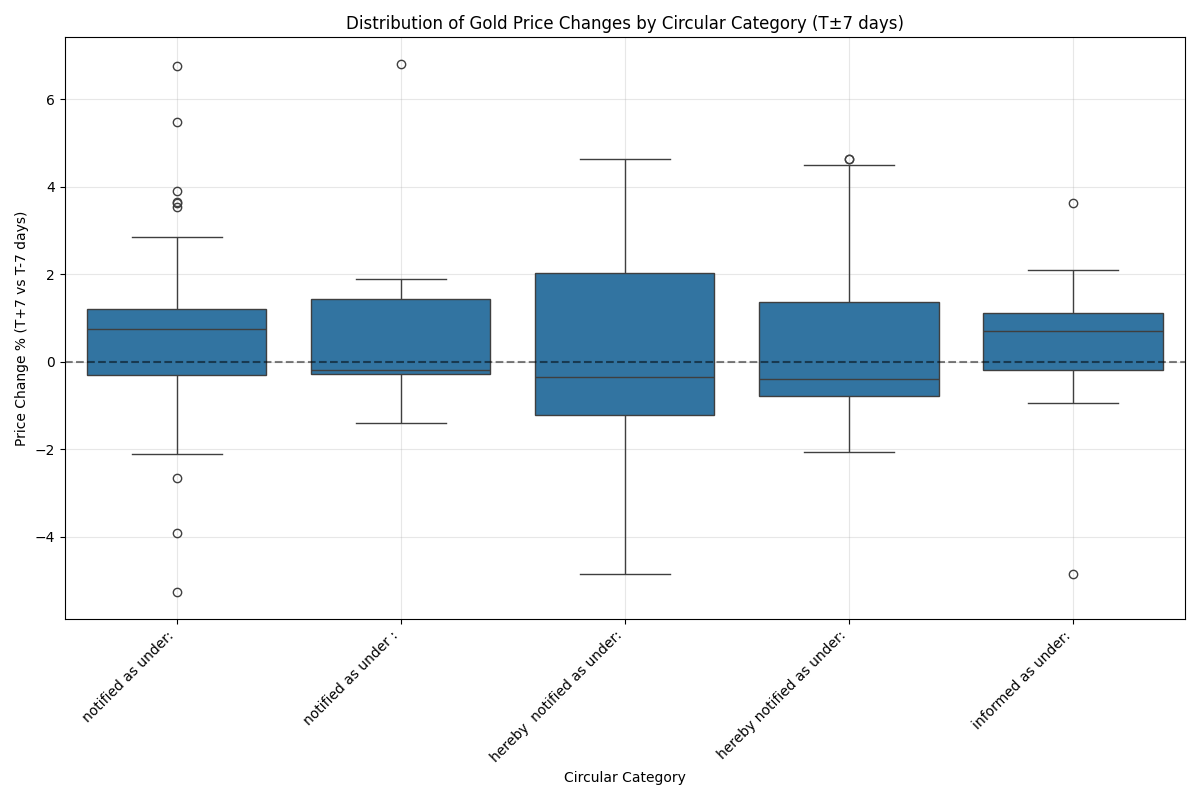 Distribution of Gold Price Changes by Circular Category (T±7 days)
Price Change % (T+7 vs T-7 days)
6
4
2
0
−2
−4
notified as under:
notified as under :
hereby  notified as under:
hereby notified as under:
informed as under:
Circular Category